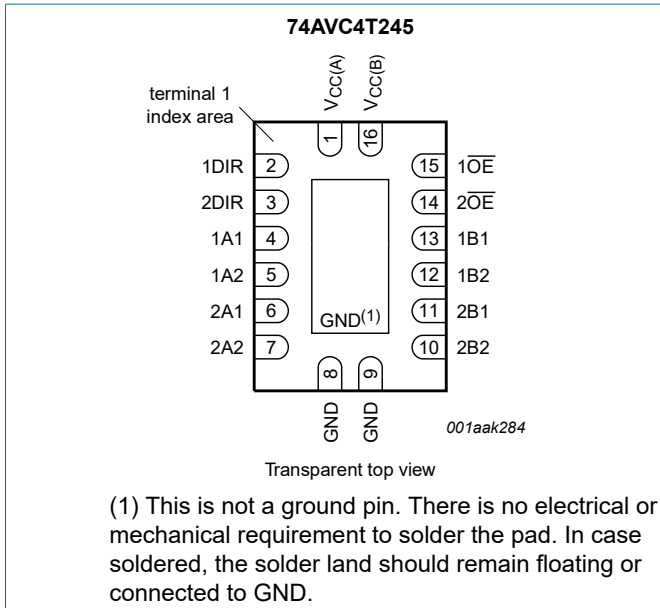 74AVC4T245
terminal 1
index area
VCC(A)
VCC(B)
1
16
1DIR 2
15 1O̅E̅
2DIR 3
14 2O̅E̅
1A1 4
13 1B1
1A2 5
12 1B2
2A1 6
11 2B1
2A2 7
10 2B2
GND(1)
8
9
GND
GND
001aak284
Transparent top view
(1) This is not a ground pin. There is no electrical or
mechanical requirement to solder the pad. In case
soldered, the solder land should remain floating or
connected to GND.